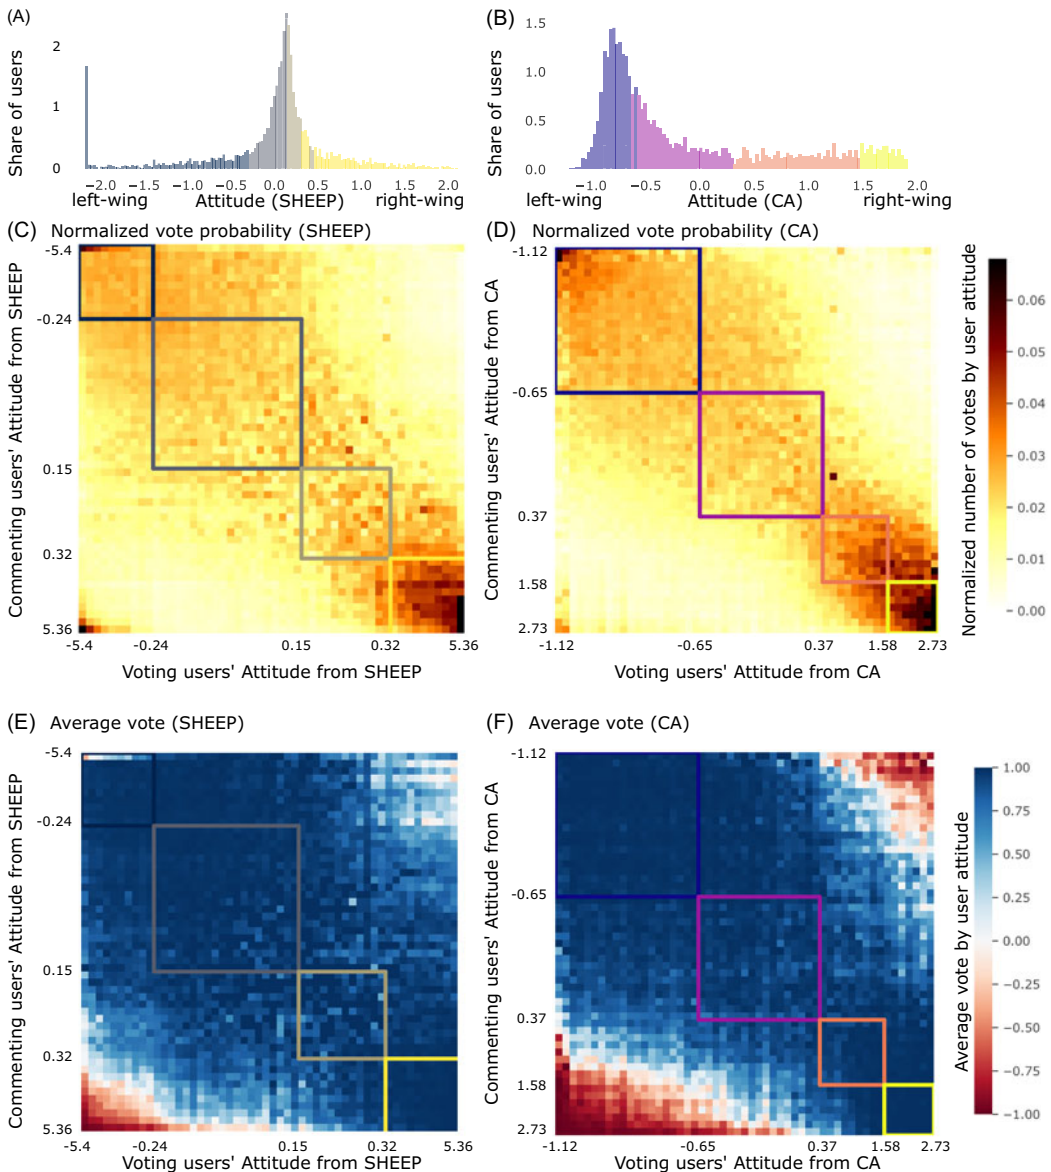 (A)
Share of users
2
1
0
−2.0 −1.5 −1.0 −0.5 0.0 0.5 1.0 1.5 2.0
left-wing Attitude (SHEEP) right-wing
(B)
Share of users
1.5
1.0
0.5
0.0
−1.0 −0.5 0.0 0.5 1.0 1.5 2.0
left-wing Attitude (CA) right-wing
(C) Normalized vote probability (SHEEP)
Commenting users' Attitude from SHEEP
-5.4
-0.24
0.15
0.32
5.36
-5.4 -0.24 0.15 0.32 5.36
Voting users' Attitude from SHEEP
(D) Normalized vote probability (CA)
Commenting users' Attitude from CA
-1.12
-0.65
0.37
1.58
2.73
-1.12 -0.65 0.37 1.58 2.73
Voting users' Attitude from CA
Normalized number of votes by user attitude
0.06
0.05
0.04
0.03
0.02
0.01
0.00
(E) Average vote (SHEEP)
Commenting users' Attitude from SHEEP
-5.4
-0.24
0.15
0.32
5.36
-5.4 -0.24 0.15 0.32 5.36
Voting users' Attitude from SHEEP
(F) Average vote (CA)
Commenting users' Attitude from CA
-1.12
-0.65
0.37
1.58
2.73
-1.12 -0.65 0.37 1.58 2.73
Voting users' Attitude from CA
Average vote by user attitude
1.00
0.75
0.50
0.25
0.00
−0.25
−0.50
−0.75
−1.00